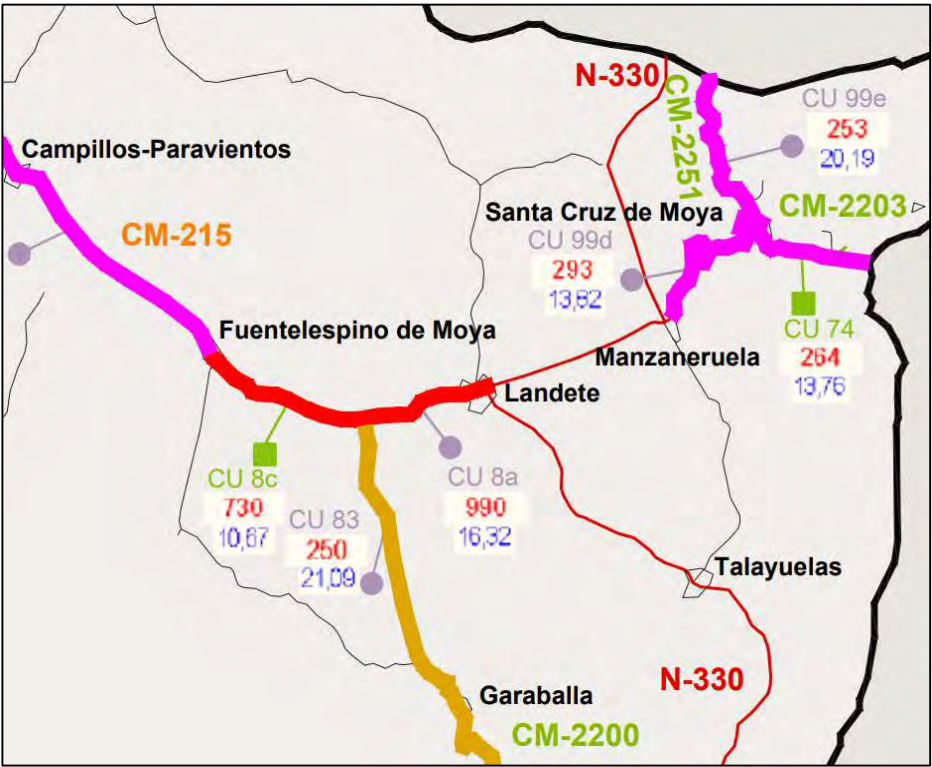 N-330
CM-2251
CU 99e
253
20,19
Campillos-Paravientos
CM-215
Santa Cruz de Moya
CM-2203
CU 99d
293
13,82
Fuentelespino de Moya
CU 74
264
13,76
Manzaneruela
Landete
CU 8c
730
10,67
CU 83
250
21,09
CU 8a
990
16,32
Talayuelas
N-330
Garaballa
CM-2200